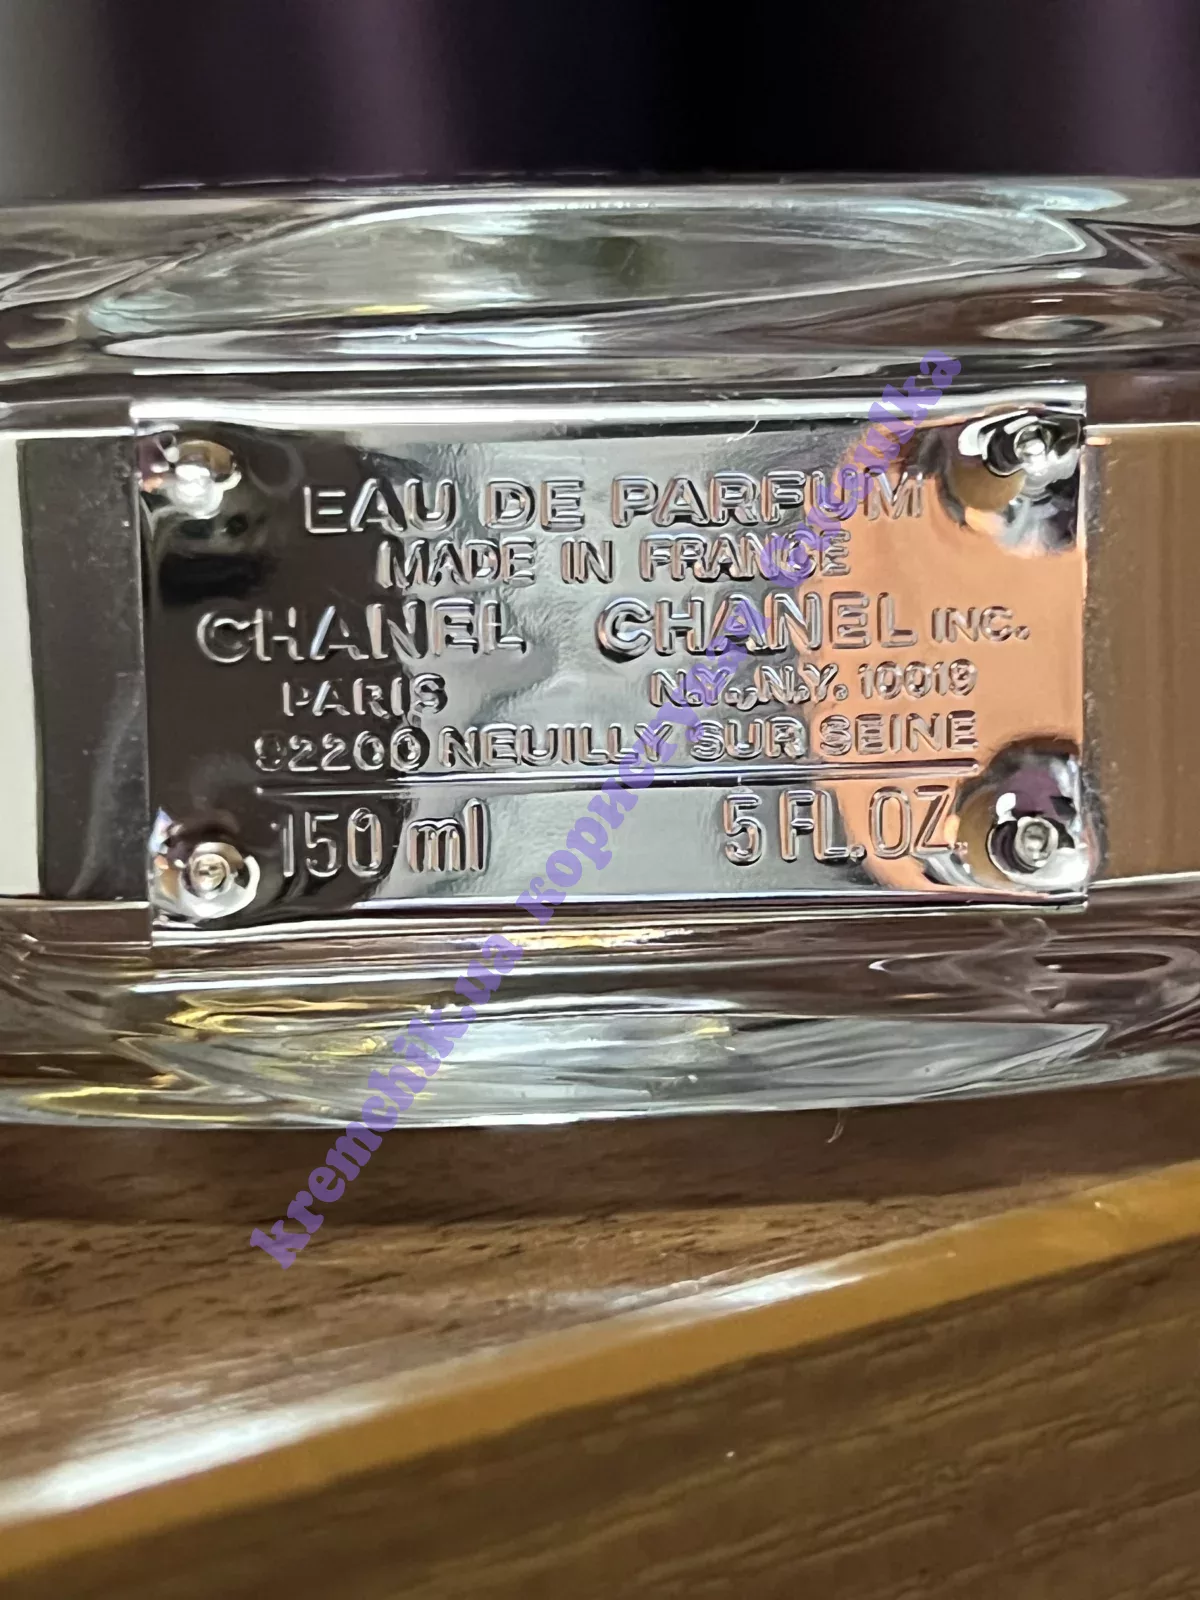 EAU DE PARFUM
MADE IN FRANCE
CHANEL CHANEL INC.
PARIS N.Y., N.Y. 10019
92200 NEUILLY SUR SEINE
150 ml 5 FL.OZ.
kremchik.ua користувач